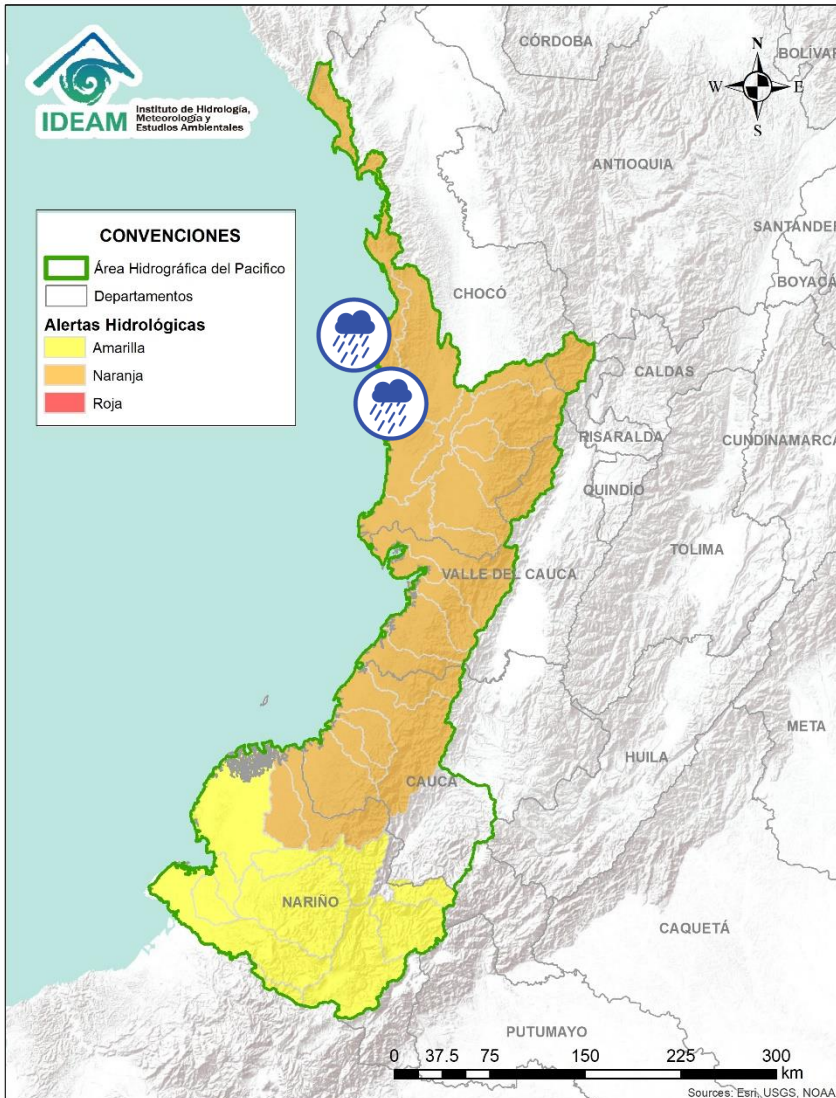 IDEAM
Instituto de Hidrología,
Meteorología y
Estudios Ambientales
CÓRDOBA
BOLÍVAR
N
W
E
S
ANTIOQUIA
SANTANDER
BOYACÁ
CONVENCIONES
Área Hidrográfica del Pacifico
Departamentos
Alertas Hidrológicas
Amarilla
Naranja
Roja
CHOCÓ
CALDAS
RISARALDA
CUNDINAMARCA
QUINDÍO
TOLIMA
VALLE DEL CAUCA
META
HUILA
CAUCA
NARIÑO
CAQUETÁ
PUTUMAYO
0 37.5 75 150 225 300
km
Sources: Esri, USGS, NOAA